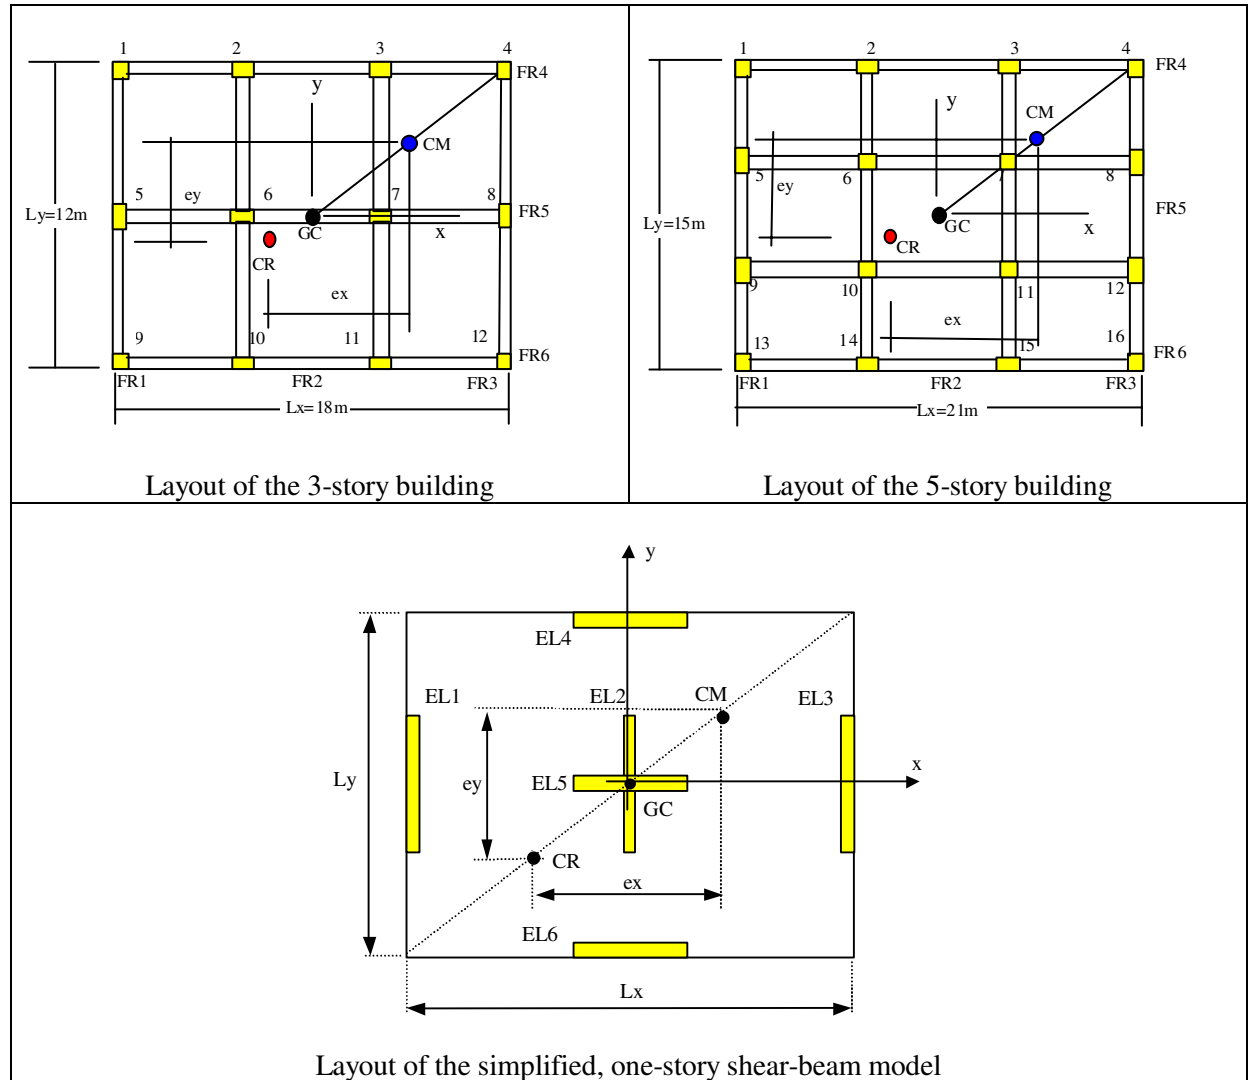 1 2 3 4
FR4
y
CM
5 ey 6 7 8
Ly=12m
FR5
GC
x
CR
ex
9 10 11 12
FR6
FR1 FR2 FR3
Lx=18m
Layout of the 3-story building
1 2 3 4
FR4
y
CM
5 6 7 8
ey
FR5
Ly=15m
GC
x
CR
9 10 11 12
ex
13 14 15 16
FR6
FR1 FR2 FR3
Lx=21m
Layout of the 5-story building
y
EL4
EL1 EL2 CM EL3
x
Ly ey EL5
GC
CR
ex
EL6
Lx
Layout of the simplified, one-story shear-beam model